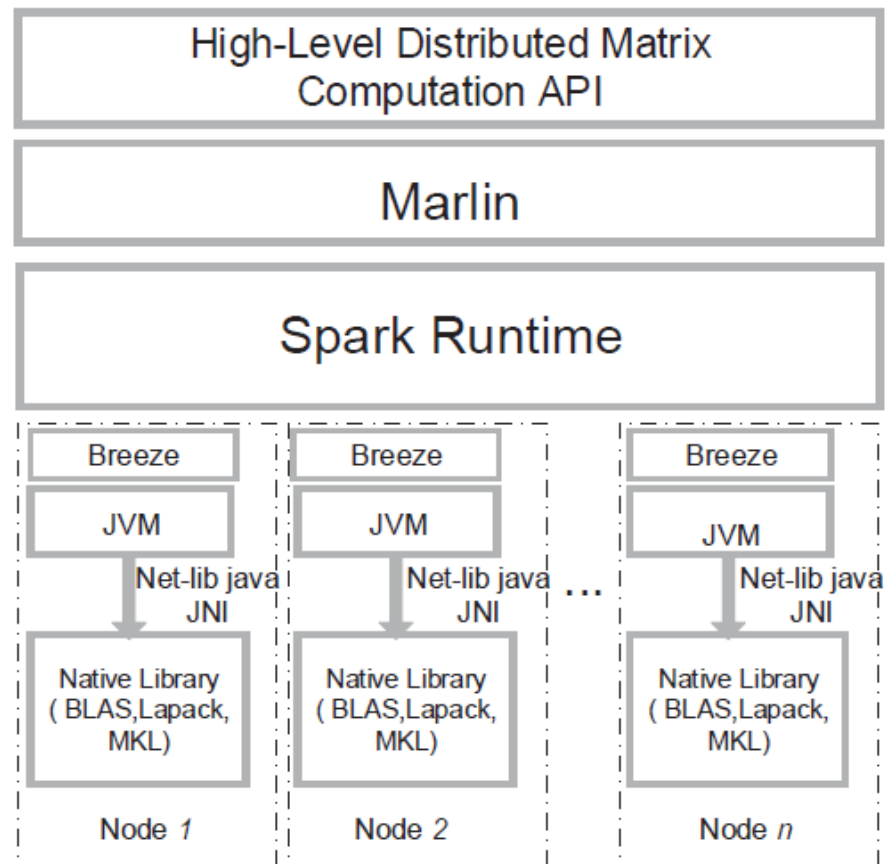 High-Level Distributed Matrix
Computation API
Marlin
Spark Runtime
Breeze
JVM
Net-lib java
JNI
Native Library
( BLAS,Lapack,
MKL)
Node 1
Breeze
JVM
Net-lib java
JNI
Native Library
( BLAS,Lapack,
MKL)
Node 2
...
Breeze
JVM
Net-lib java
JNI
Native Library
( BLAS,Lapack,
MKL)
Node n